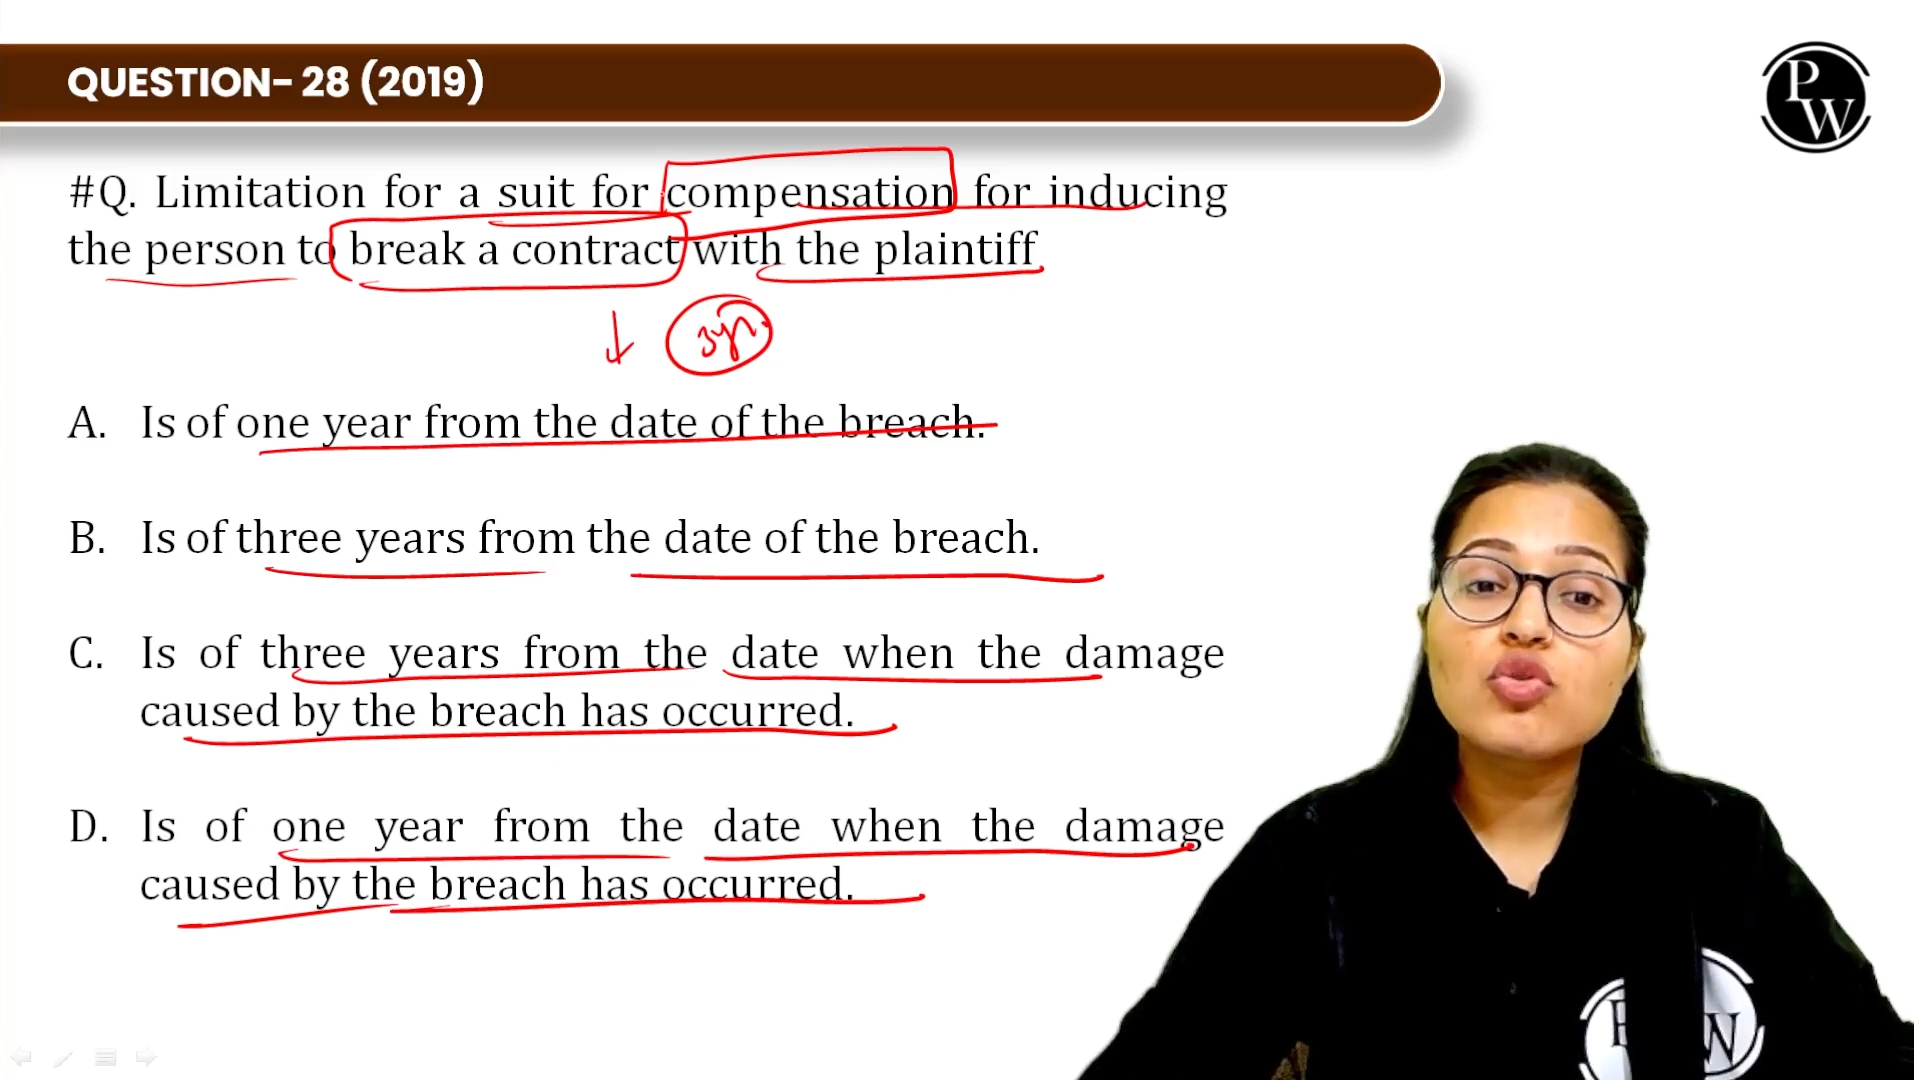 QUESTION- 28 (2019)
PW
#Q. Limitation for a suit for compensation for inducing
the person to break a contract with the plaintiff
3yr.
A. Is of one year from the date of the breach.
B. Is of three years from the date of the breach.
C. Is of three years from the date when the damage
caused by the breach has occurred.
D. Is of one year from the date when the damage
caused by the breach has occurred.
PW